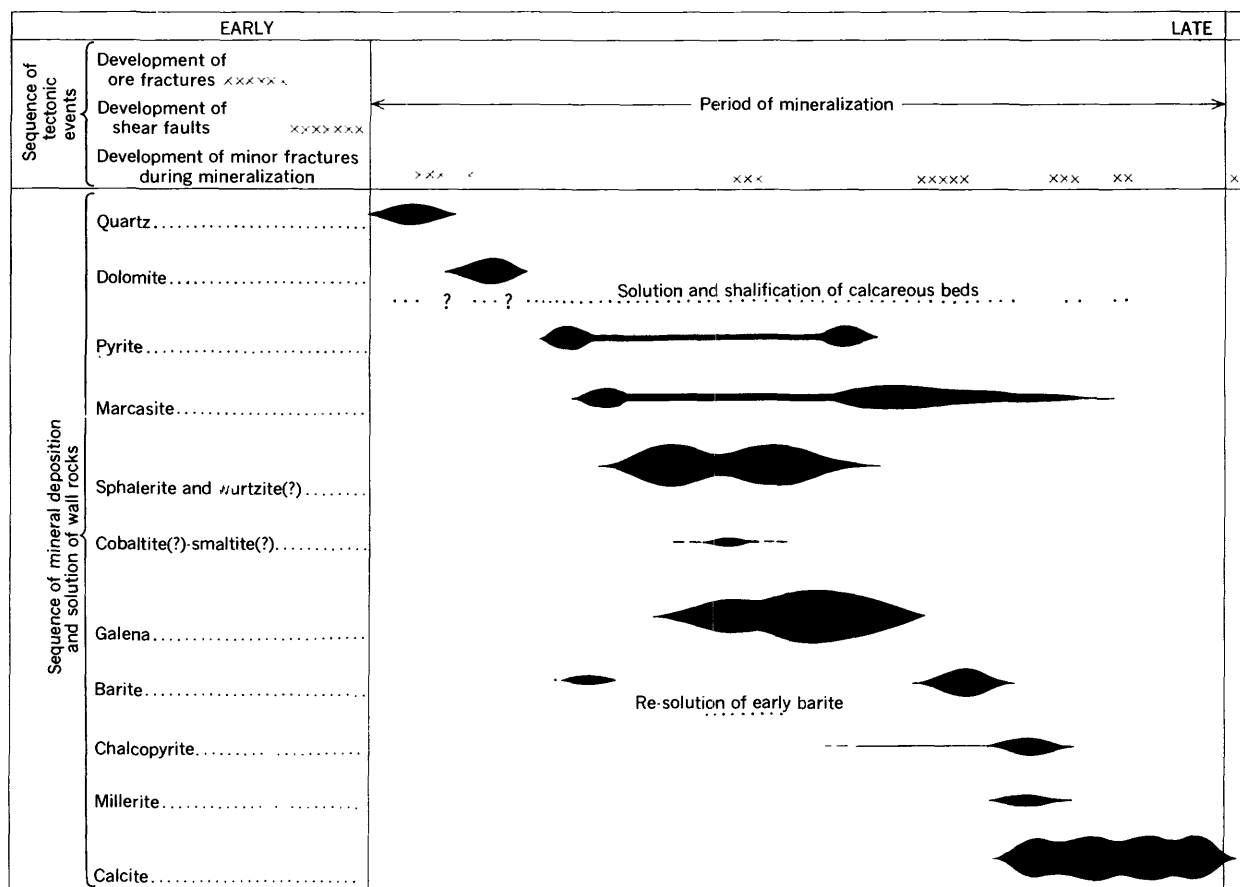 EARLY
LATE
Sequence of
tectonic
events
Development of
ore fractures
Development of
shear faults
Development of minor fractures
during mineralization
Period of mineralization
Sequence of mineral deposition
and solution of wall rocks
Quartz
Dolomite
? ?
Solution and shalification of calcareous beds
Pyrite
Marcasite
Sphalerite and wurtzite(?)
Cobaltite(?)-smaltite(?)
Galena
Barite
Re-solution of early barite
Chalcopyrite
Millerite
Calcite